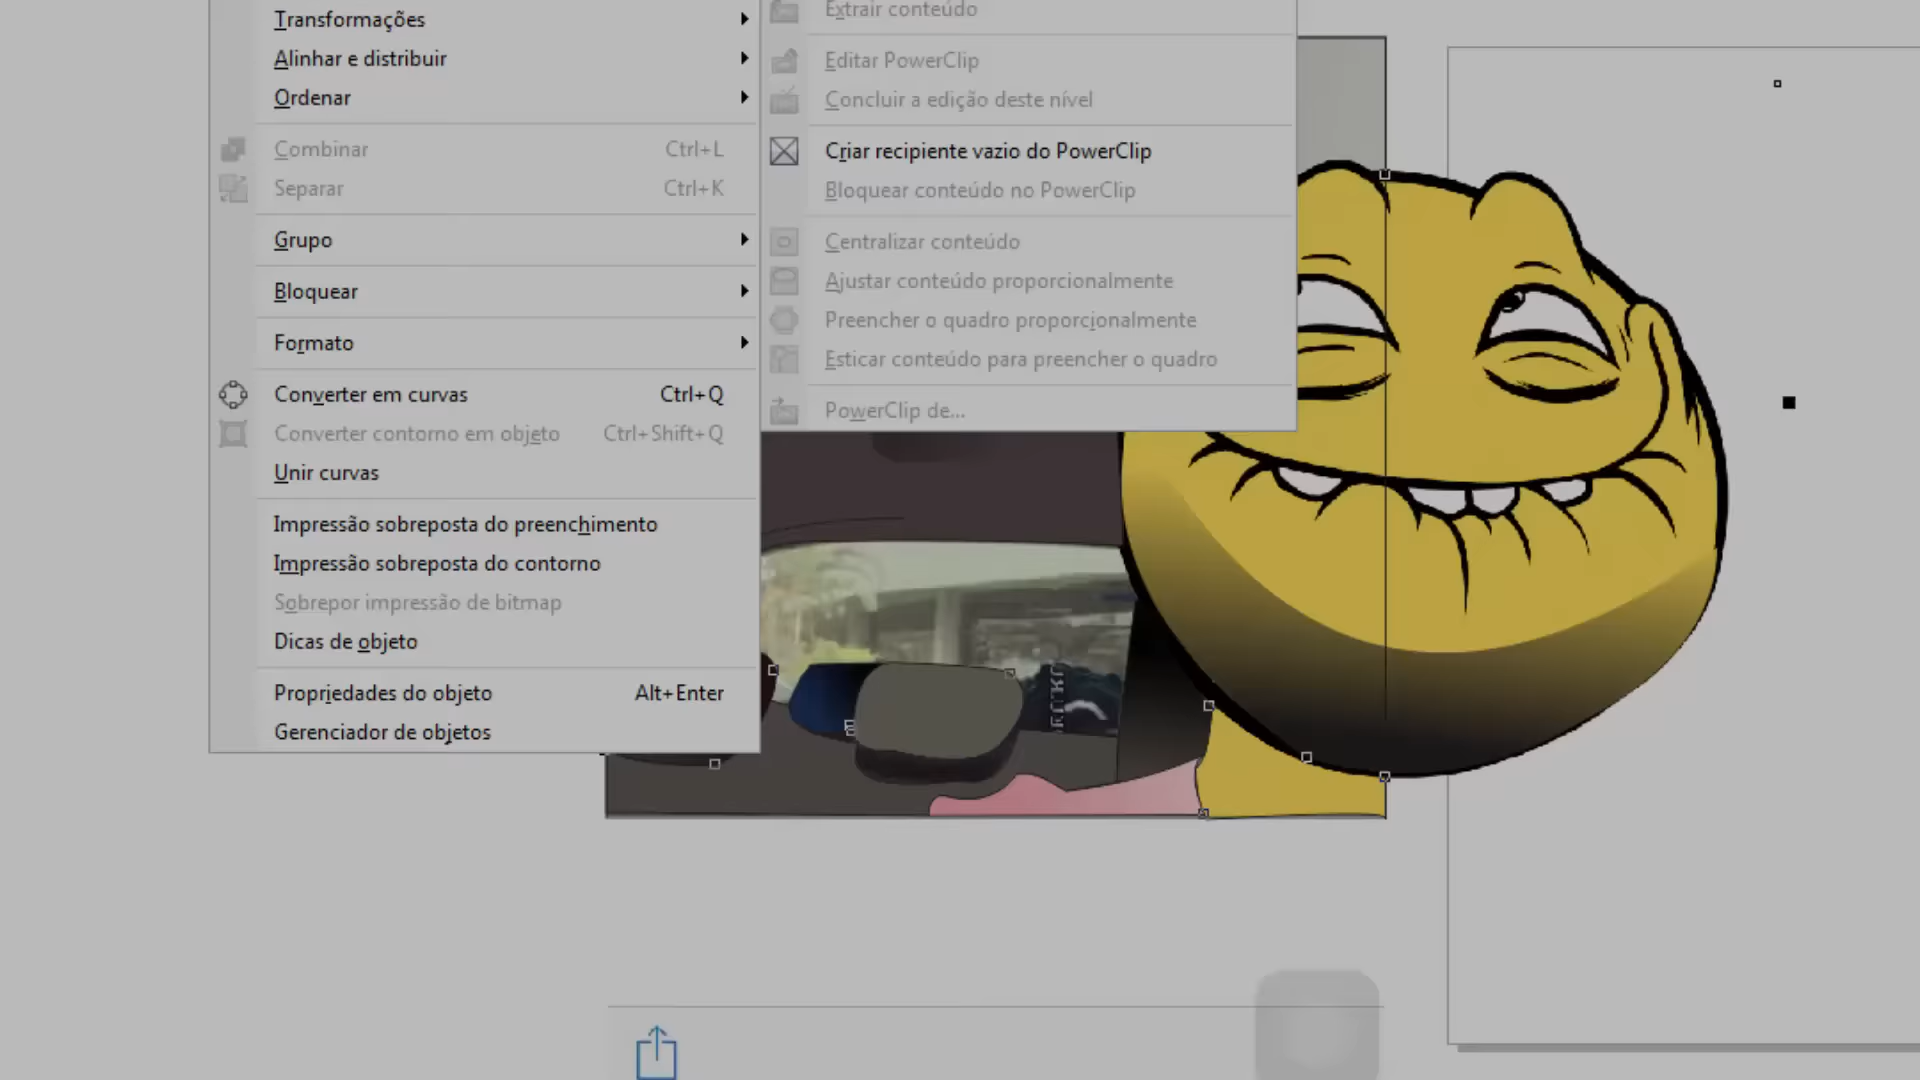 Transformações
Alinhar e distribuir
Ordenar
Combinar Ctrl+L
Separar Ctrl+K
Grupo
Bloquear
Formato
Converter em curvas Ctrl+Q
Converter contorno em objeto Ctrl+Shift+Q
Unir curvas
Impressão sobreposta do preenchimento
Impressão sobreposta do contorno
Sobrepor impressão de bitmap
Dicas de objeto
Propriedades do objeto Alt+Enter
Gerenciador de objetos
Extrair conteúdo
Editar PowerClip
Concluir a edição deste nível
Criar recipiente vazio do PowerClip
Bloquear conteúdo no PowerClip
Centralizar conteúdo
Ajustar conteúdo proporcionalmente
Preencher o quadro proporcionalmente
Esticar conteúdo para preencher o quadro
PowerClip de...